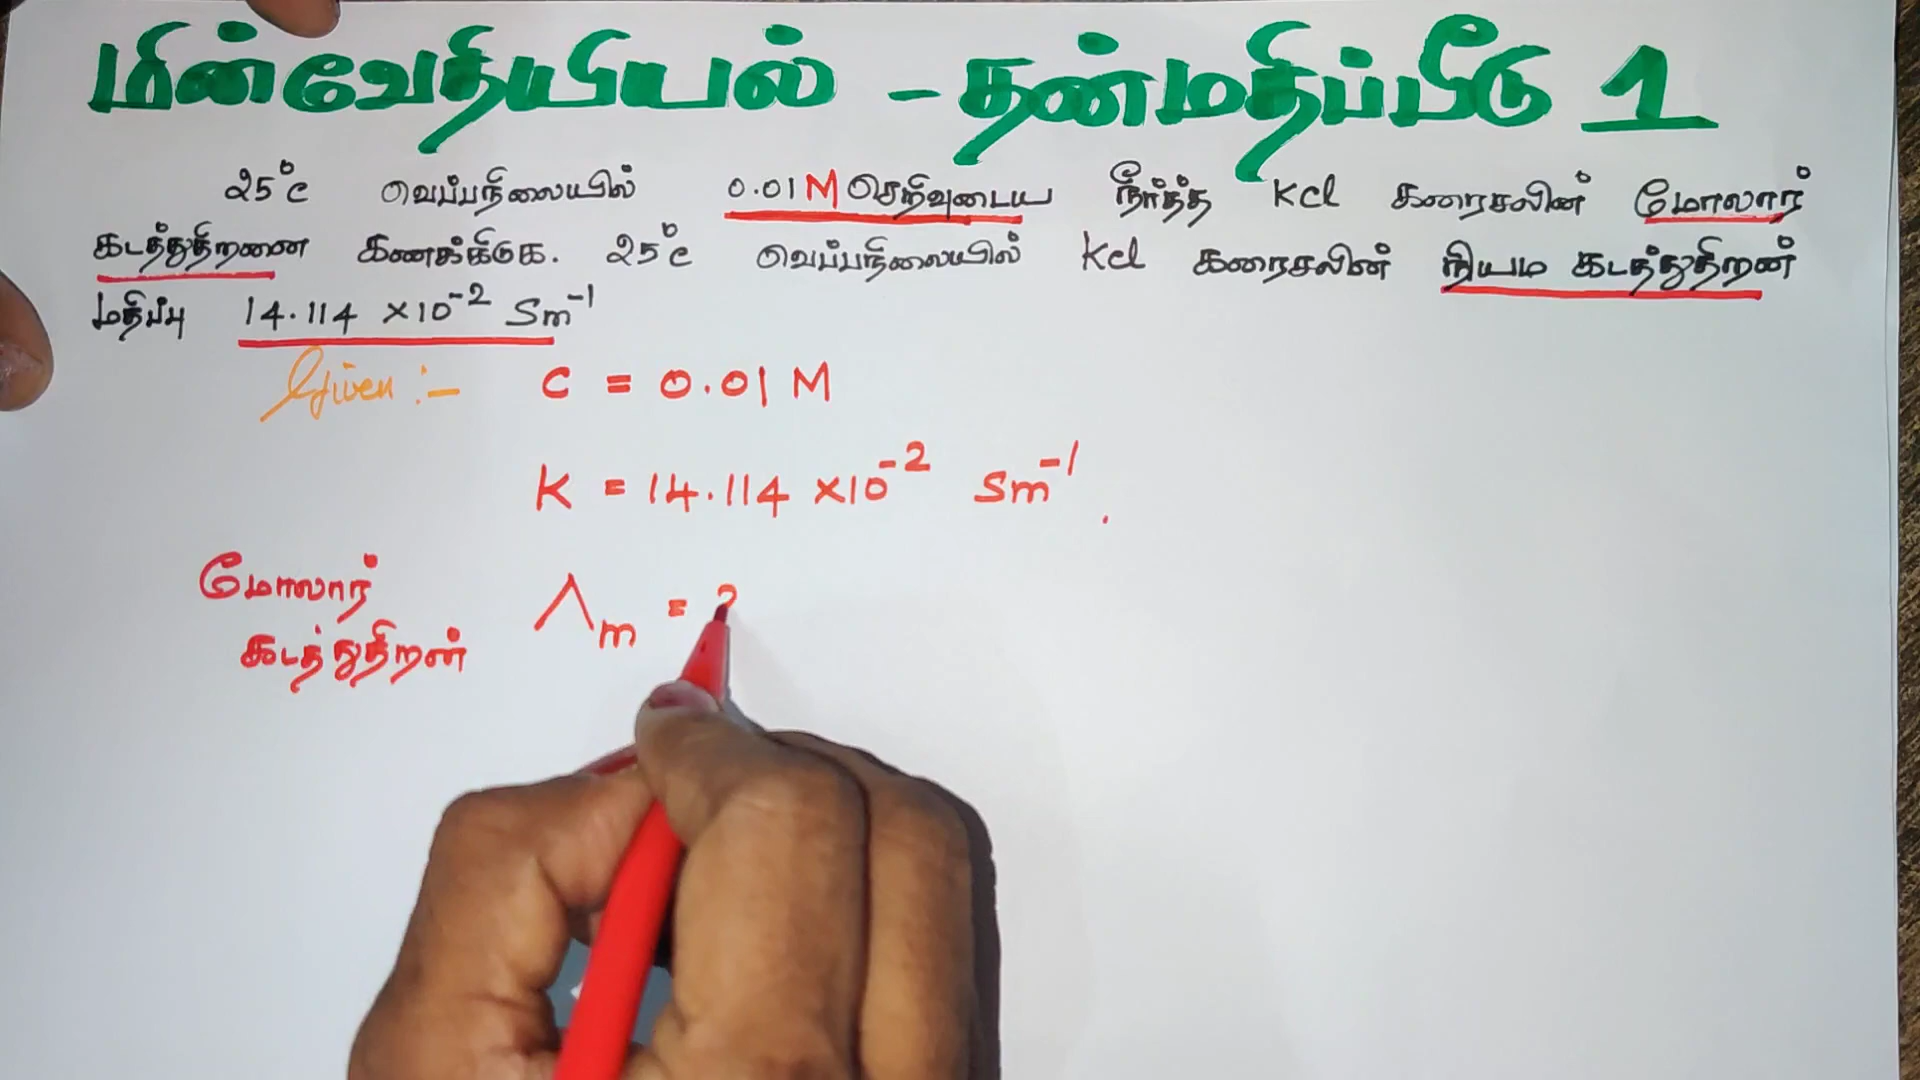 மின்வேதியியல் - தன்மதிப்பீடு 1
25°c வெப்பநிலையில் 0.01M செறிவுடைய நீர்த்த Kcl கரைசலின் மோலார்
கடத்துதிறனை கணக்கிடுக. 25°c வெப்பநிலையில் Kcl கரைசலின் நியம கடத்துதிறன்
மதிப்பு 14.114 ×10⁻² Sm⁻¹
Given :- C = 0.01 M
K = 14.114 ×10⁻² Sm⁻¹.
மோலார்
கடத்துதிறன் Λm = ?